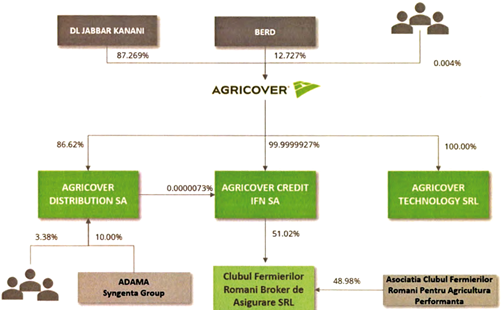 DL JABBAR KANANI
BERD
87.269%
12.727%
0.004%
AGRICOVER
86.62%
99.9999927%
100.00%
AGRICOVER
DISTRIBUTION SA
0.0000073%
AGRICOVER CREDIT
IFN SA
AGRICOVER
TECHNOLOGY SRL
3.38%
10.00%
51.02%
ADAMA
Syngenta Group
Clubul Fermierilor
Romani Broker de
Asigurare SRL
48.98%
Asociatia Clubul Fermierilor
Romani Pentru Agricultura
Performanta